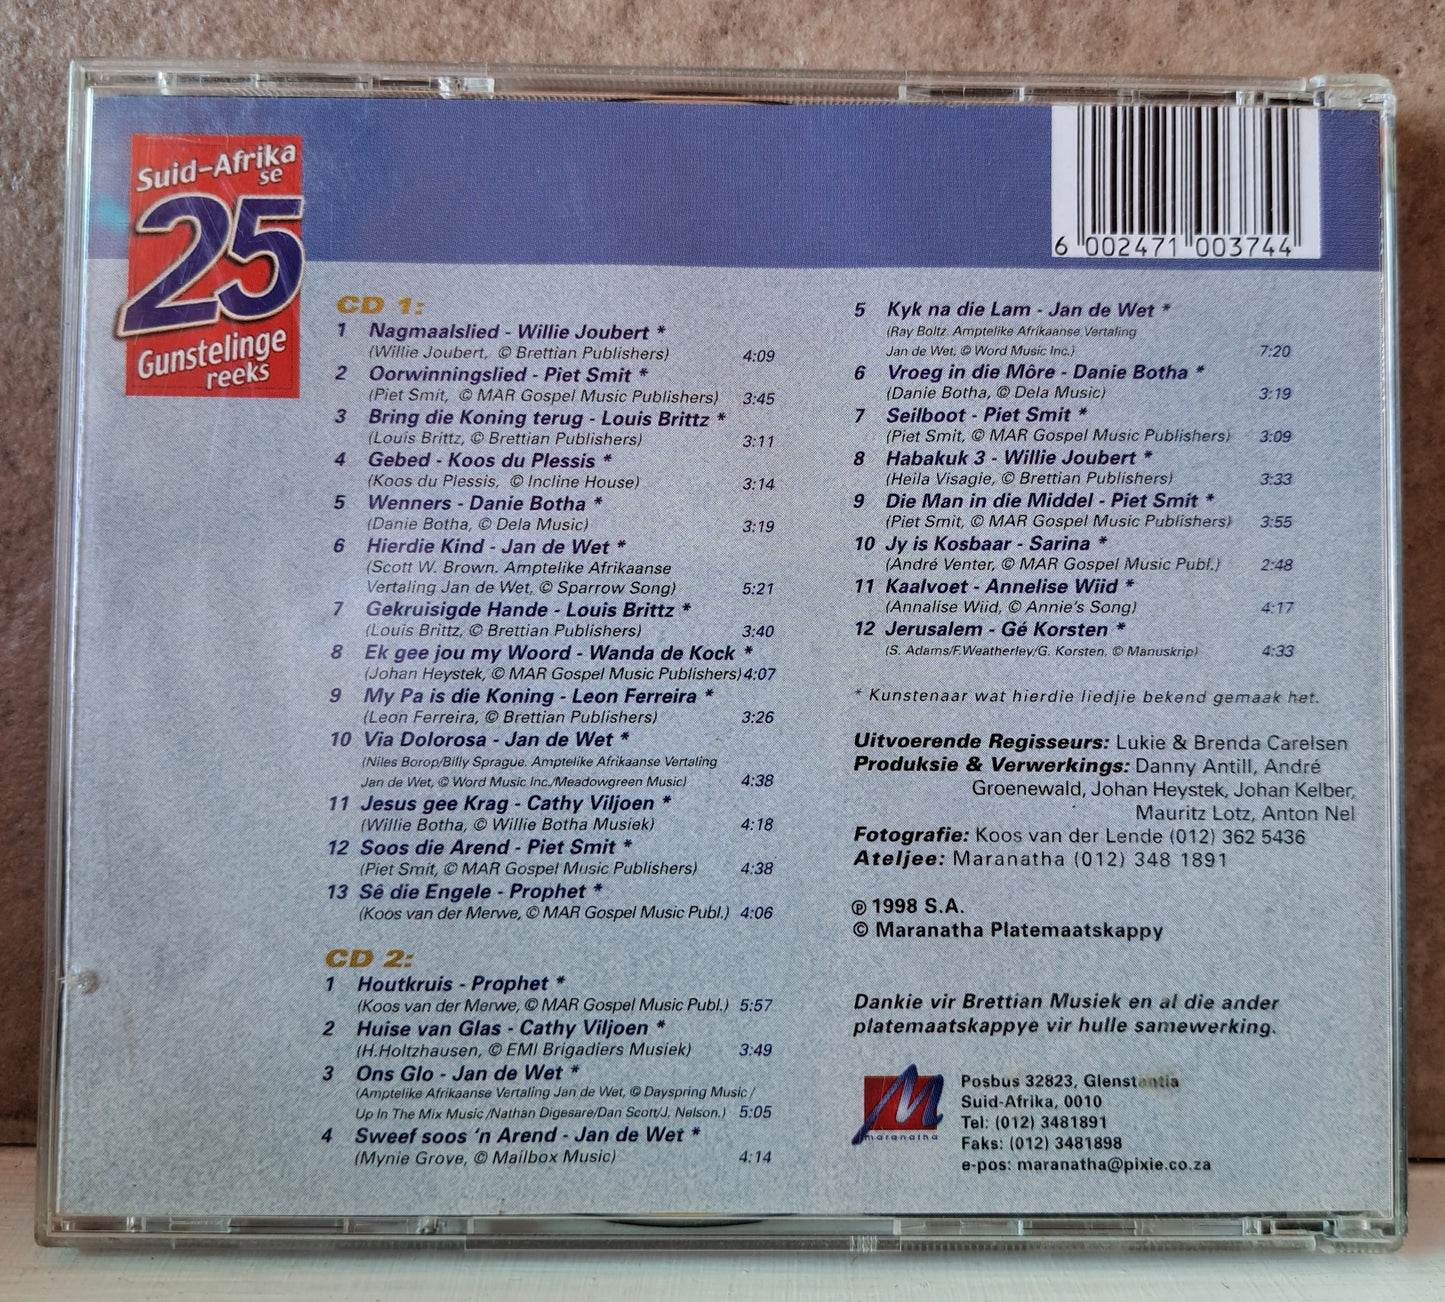 Suid-Afrika
se
25
Gunstelinge
reeks
6 002471 003744
CD 1:
1 Nagmaalslied - Willie Joubert *
(Willie Joubert, © Brettian Publishers) 4:09
2 Oorwinningslied - Piet Smit *
(Piet Smit, © MAR Gospel Music Publishers) 3:45
3 Bring die Koning terug - Louis Brittz *
(Louis Brittz, © Brettian Publishers) 3:11
4 Gebed - Koos du Plessis *
(Koos du Plessis, © Incline House) 3:14
5 Wenners - Danie Botha *
(Danie Botha, © Dela Music) 3:19
6 Hierdie Kind - Jan de Wet *
(Scott W. Brown. Amptelike Afrikaanse
Vertaling Jan de Wet, © Sparrow Song) 5:21
7 Gekruisigde Hande - Louis Brittz *
(Louis Brittz, © Brettian Publishers) 3:40
8 Ek gee jou my Woord - Wanda de Kock *
(Johan Heystek, © MAR Gospel Music Publishers) 4:07
9 My Pa is die Koning - Leon Ferreira *
(Leon Ferreira, © Brettian Publishers) 3:26
10 Via Dolorosa - Jan de Wet *
(Niles Borop/Billy Sprague. Amptelike Afrikaanse Vertaling
Jan de Wet, © Word Music Inc./Meadowgreen Music) 4:38
11 Jesus gee Krag - Cathy Viljoen *
(Willie Botha, © Willie Botha Musiek) 4:18
12 Soos die Arend - Piet Smit *
(Piet Smit, © MAR Gospel Music Publishers) 4:38
13 Sê die Engele - Prophet *
(Koos van der Merwe, © MAR Gospel Music Publ.) 4:06
CD 2:
1 Houtkruis - Prophet *
(Koos van der Merwe, © MAR Gospel Music Publ.) 5:57
2 Huise van Glas - Cathy Viljoen *
(H.Holtzhausen, © EMI Brigadiers Musiek) 3:49
3 Ons Glo - Jan de Wet *
(Amptelike Afrikaanse Vertaling Jan de Wet, © Dayspring Music /
Up In The Mix Music /Nathan Digesare/Dan Scott/J. Nelson.) 5:05
4 Sweef soos 'n Arend - Jan de Wet *
(Mynie Grove, © Mailbox Music) 4:14
5 Kyk na die Lam - Jan de Wet *
(Ray Boltz. Amptelike Afrikaanse Vertaling
Jan de Wet, © Word Music Inc.) 7:20
6 Vroeg in die Môre - Danie Botha *
(Danie Botha, © Dela Music) 3:19
7 Seilboot - Piet Smit *
(Piet Smit, © MAR Gospel Music Publishers) 3:09
8 Habakuk 3 - Willie Joubert *
(Heila Visagie, © Brettian Publishers) 3:33
9 Die Man in die Middel - Piet Smit *
(Piet Smit, © MAR Gospel Music Publishers) 3:55
10 Jy is Kosbaar - Sarina *
(André Venter, © MAR Gospel Music Publ.) 2:48
11 Kaalvoet - Annelise Wiid *
(Annalise Wiid, © Annie's Song) 4:17
12 Jerusalem - Gé Korsten *
(S. Adams/F.Weatherley/G. Korsten, © Manuskrip) 4:33
* Kunstenaar wat hierdie liedjie bekend gemaak het.
Uitvoerende Regisseurs: Lukie & Brenda Carelsen
Produksie & Verwerkings: Danny Antill, André
Groenewald, Johan Heystek, Johan Kelber,
Mauritz Lotz, Anton Nel
Fotografie: Koos van der Lende (012) 362 5436
Ateljee: Maranatha (012) 348 1891
℗ 1998 S.A.
© Maranatha Platemaatskappy
Dankie vir Brettian Musiek en al die ander
platemaatskappye vir hulle samewerking.
M
maranatha
Posbus 32823, Glenstantia
Suid-Afrika, 0010
Tel: (012) 3481891
Faks: (012) 3481898
e-pos: maranatha@pixie.co.za